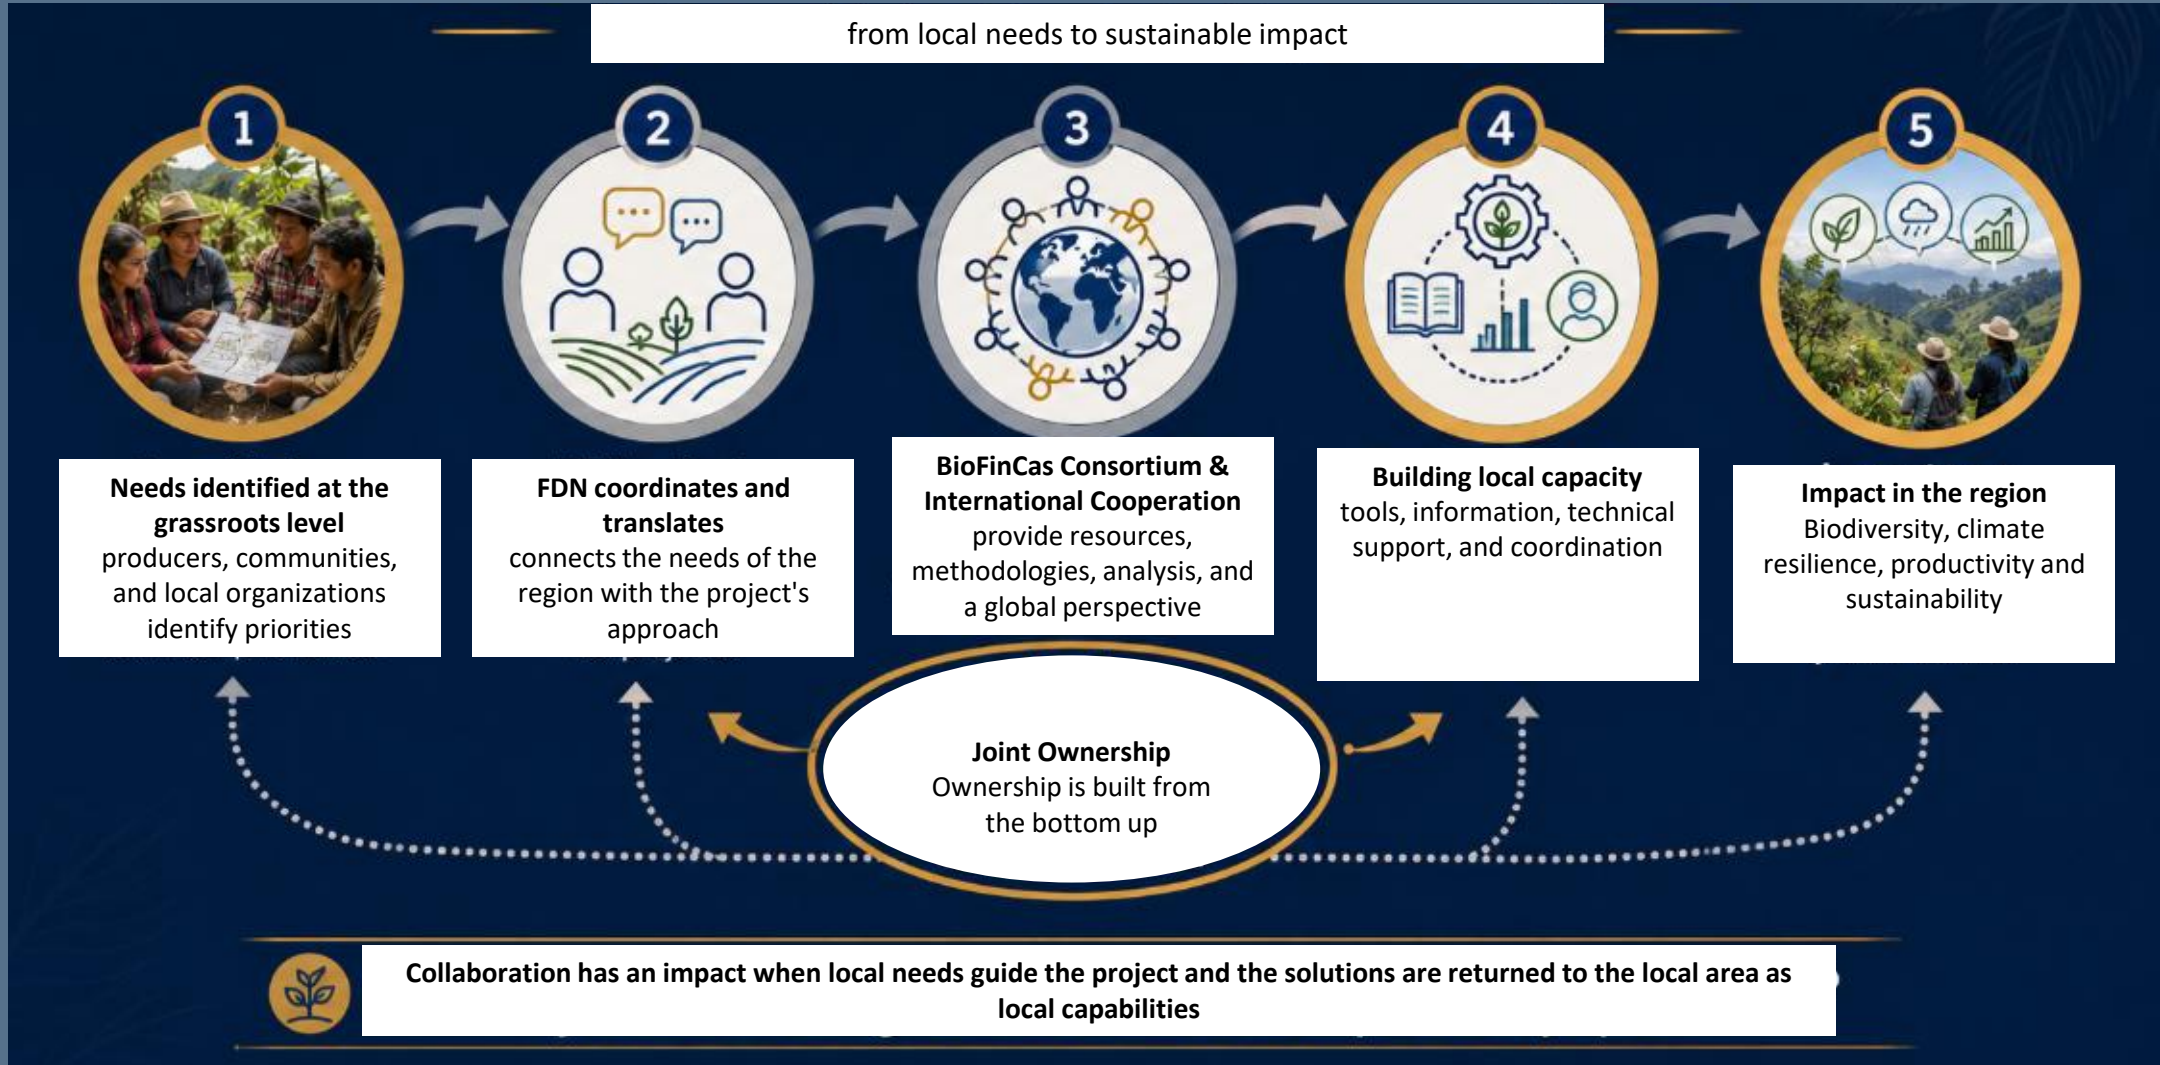 from local needs to sustainable impact
1
2
3
4
5
Needs identified at the
grassroots level
producers, communities,
and local organizations
identify priorities
FDN coordinates and
translates
connects the needs of the
region with the project's
approach
BioFinCas Consortium &
International Cooperation
provide resources,
methodologies, analysis, and
a global perspective
Building local capacity
tools, information, technical
support, and coordination
Impact in the region
Biodiversity, climate
resilience, productivity and
sustainability
Joint Ownership
Ownership is built from
the bottom up
Collaboration has an impact when local needs guide the project and the solutions are returned to the local area as
local capabilities